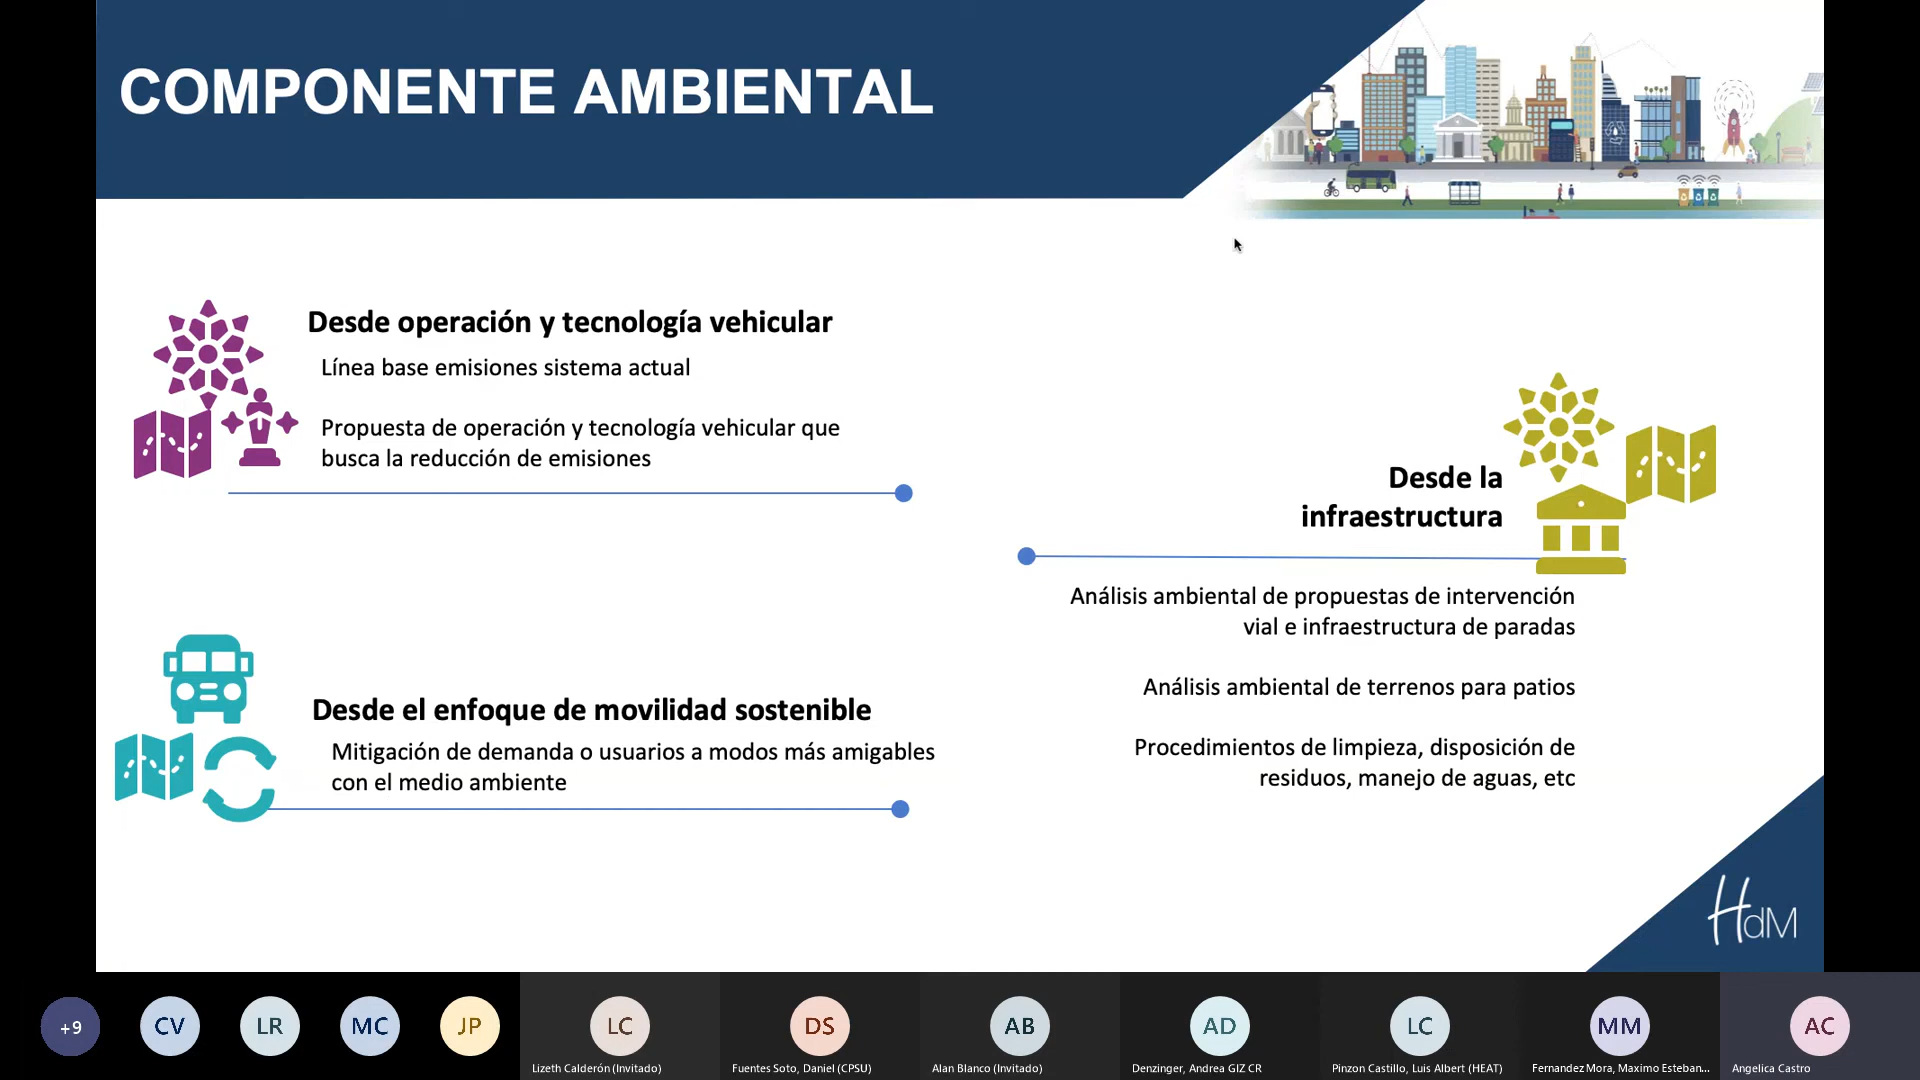 COMPONENTE AMBIENTAL
Desde operación y tecnología vehicular
Línea base emisiones sistema actual
Propuesta de operación y tecnología vehicular que
busca la reducción de emisiones
Desde el enfoque de movilidad sostenible
Mitigación de demanda o usuarios a modos más amigables
con el medio ambiente
Desde la
infraestructura
Análisis ambiental de propuestas de intervención
vial e infraestructura de paradas
Análisis ambiental de terrenos para patios
Procedimientos de limpieza, disposición de
residuos, manejo de aguas, etc
HdM
+9
CV
LR
MC
JP
LC
DS
AB
AD
LC
MM
AC
Lizeth Calderón (Invitado)
Fuentes Soto, Daniel (CPSU)
Alan Blanco (Invitado)
Denzinger, Andrea GIZ CR
Pinzon Castillo, Luis Albert (HEAT)
Fernandez Mora, Maximo Esteban...
Angelica Castro